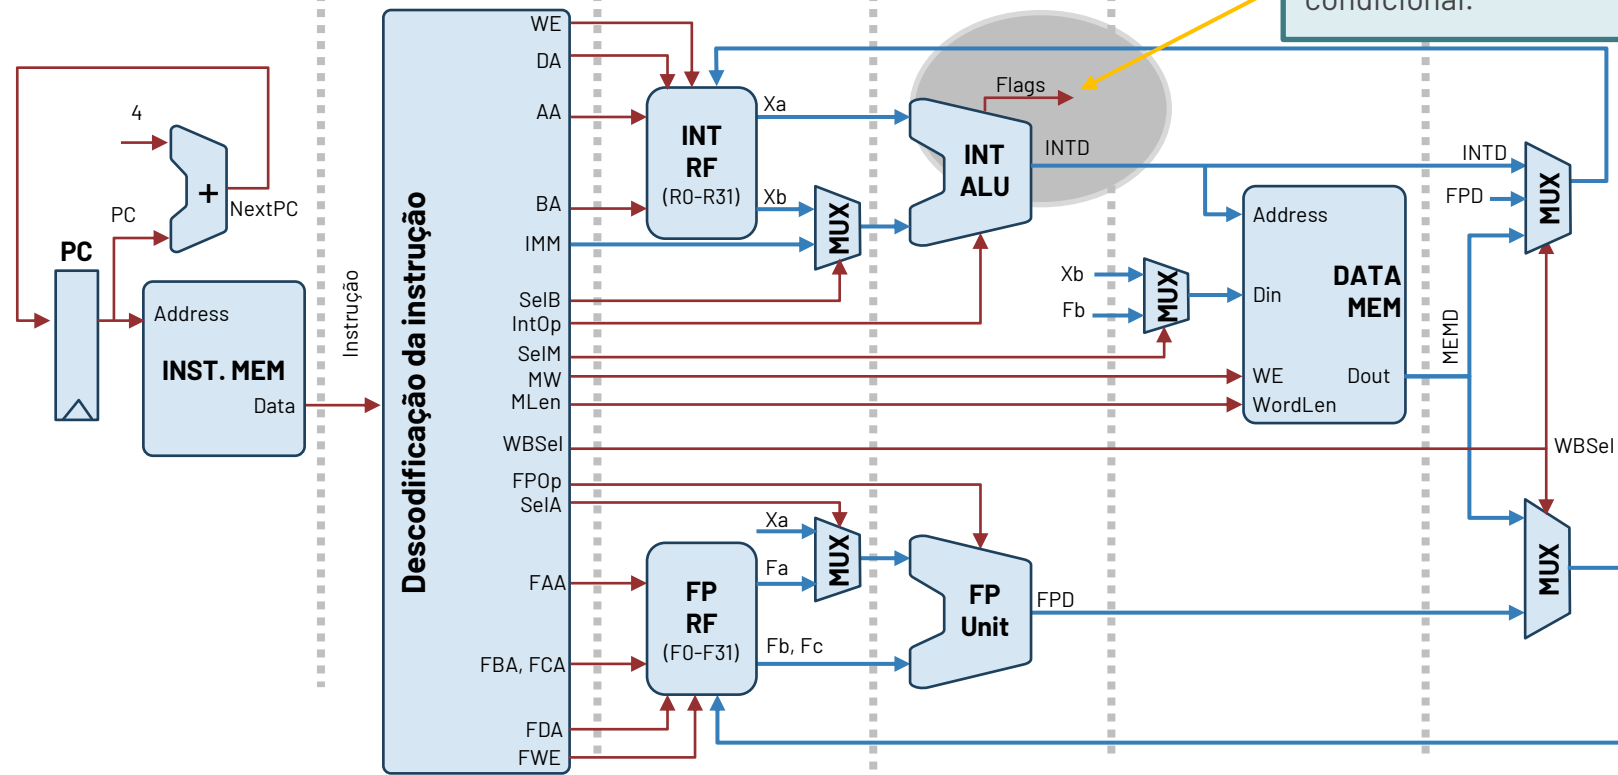 condicional.
4
+
NextPC
PC
PC
Address
INST. MEM
Data
Instrução
Descodificação da instrução
WE
DA
AA
BA
IMM
SelB
IntOp
SelM
MW
MLen
WBSel
FPOp
SelA
FAA
FBA, FCA
FDA
FWE
INT
RF
(R0-R31)
Xa
Xb
MUX
Flags
INT
ALU
INTD
Xb
Fb
MUX
Address
Din
DATA
MEM
WE
Dout
WordLen
MEMD
INTD
FPD
MUX
WBSel
Xa
Fa
MUX
FP
RF
(F0-F31)
Fb, Fc
FP
Unit
FPD
MUX